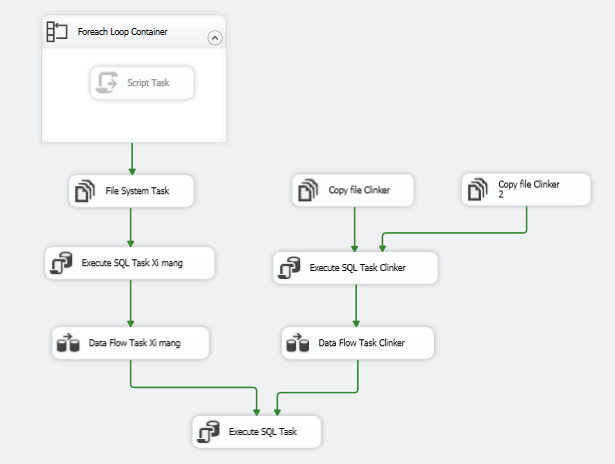 Foreach Loop Container
Script Task
File System Task
Copy file Clinker
Copy file Clinker
2
Execute SQL Task Xi mang
Execute SQL Task Clinker
Data Flow Task Xi mang
Data Flow Task Clinker
Execute SQL Task